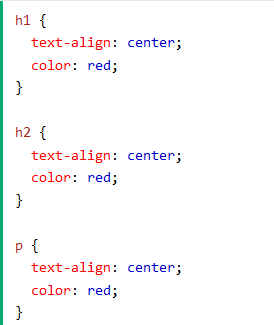 h1 {
  text-align: center;
  color: red;
}

h2 {
  text-align: center;
  color: red;
}

p {
  text-align: center;
  color: red;
}